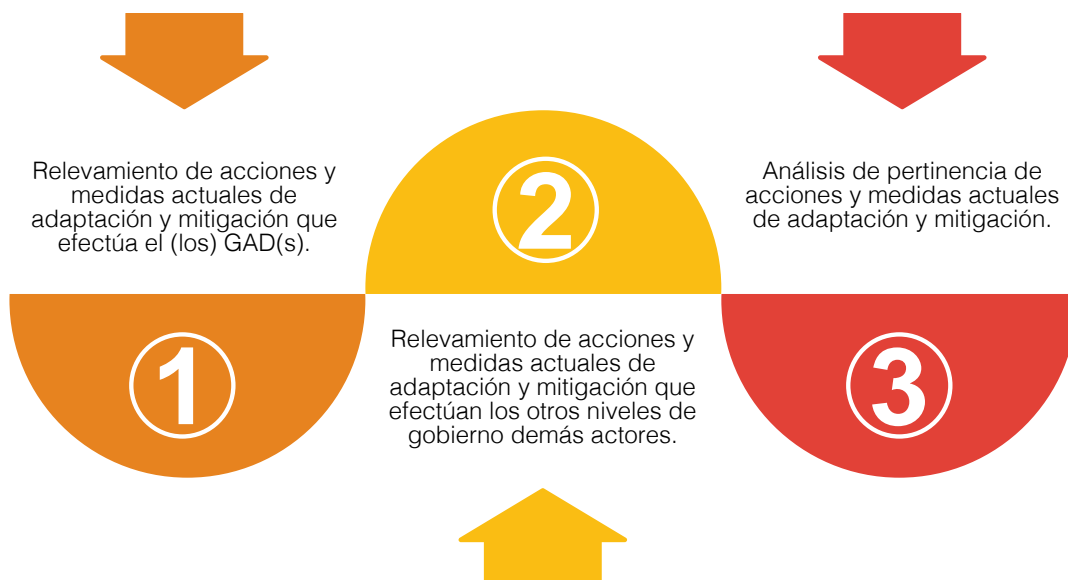 Relevamiento de acciones y
medidas actuales de
adaptación y mitigación que
efectúa el (los) GAD(s).
1
2
Relevamiento de acciones y
medidas actuales de
adaptación y mitigación que
efectúan los otros niveles de
gobierno demás actores.
Análisis de pertinencia de
acciones y medidas actuales
de adaptación y mitigación.
3